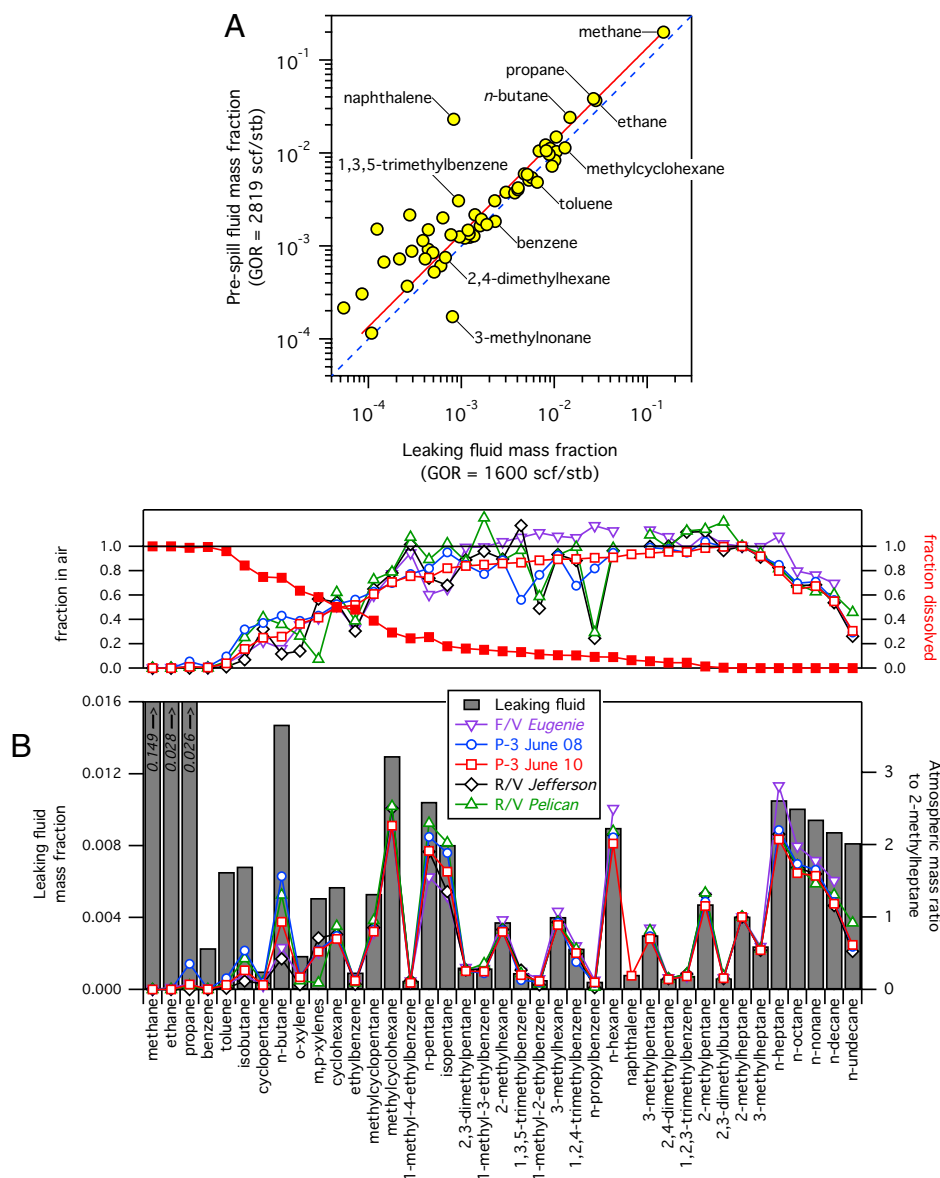 A
Pre-spill fluid mass fraction
(GOR = 2819 scf/stb)
10⁻¹
10⁻²
10⁻³
10⁻⁴
methane
propane
n-butane
ethane
naphthalene
methylcyclohexane
1,3,5-trimethylbenzene
toluene
benzene
2,4-dimethylhexane
3-methylnonane
10⁻⁴
10⁻³
10⁻²
10⁻¹
Leaking fluid mass fraction
(GOR = 1600 scf/stb)
fraction in air
1.0
0.8
0.6
0.4
0.2
0.0
1.0
0.8
0.6
0.4
0.2
0.0
fraction dissolved
B
Leaking fluid
mass fraction
0.016
0.012
0.008
0.004
0.000
0.149 —>
0.028 —>
0.026 —>
Leaking fluid
F/V Eugenie
P-3 June 08
P-3 June 10
R/V Jefferson
R/V Pelican
3
2
1
0
Atmospheric mass ratio
to 2-methylheptane
methane
ethane
propane
benzene
toluene
isobutane
cyclopentane
n-butane
o-xylene
m,p-xylenes
cyclohexane
ethylbenzene
methylcyclopentane
methylcyclohexane
1-methyl-4-ethylbenzene
n-pentane
isopentane
2,3-dimethylpentane
1-methyl-3-ethylbenzene
2-methylhexane
1,3,5-trimethylbenzene
1-methyl-2-ethylbenzene
3-methylhexane
1,2,4-trimethylbenzene
n-propylbenzene
n-hexane
naphthalene
3-methylpentane
2,4-dimethylpentane
1,2,3-trimethylbenzene
2-methylpentane
2,3-dimethylbutane
2-methylheptane
3-methylheptane
n-heptane
n-octane
n-nonane
n-decane
n-undecane